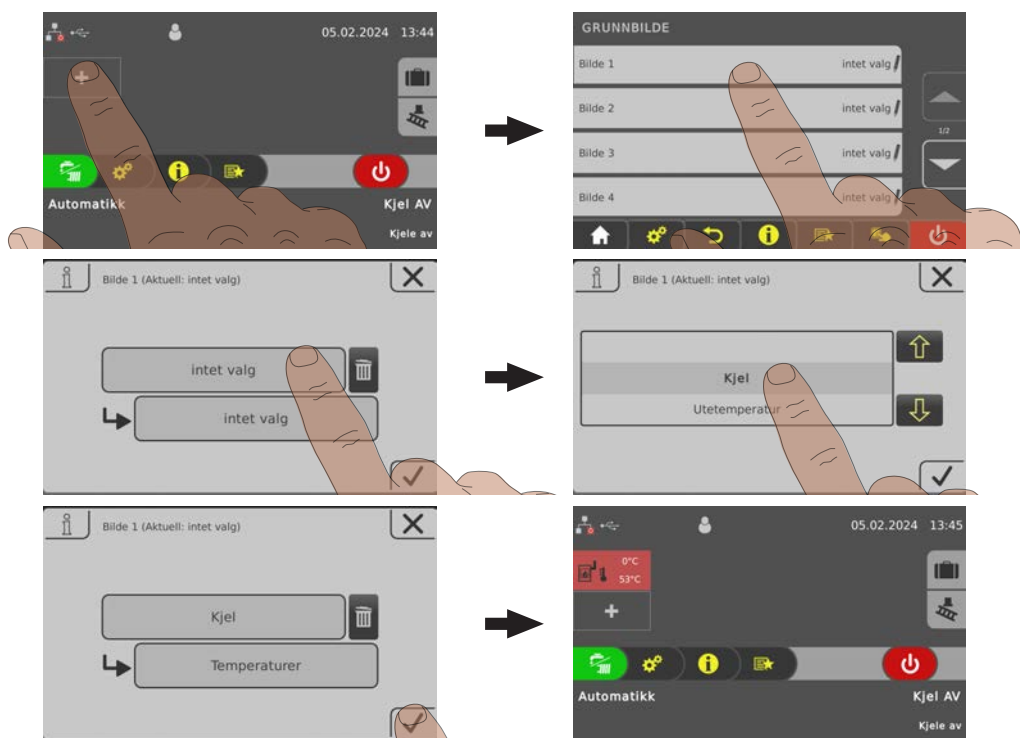 05.02.2024 13:44
Automatikk
Kjel AV
Kjele av
GRUNNBILDE
Bilde 1 intet valg
Bilde 2 intet valg
1/2
Bilde 3 intet valg
Bilde 4 intet valg
Bilde 1 (Aktuell: intet valg)
intet valg
intet valg
Bilde 1 (Aktuell: intet valg)
Kjel
Utetemperatur
Bilde 1 (Aktuell: intet valg)
Kjel
Temperaturer
05.02.2024 13:45
0°C
53°C
Automatikk
Kjel AV
Kjele av